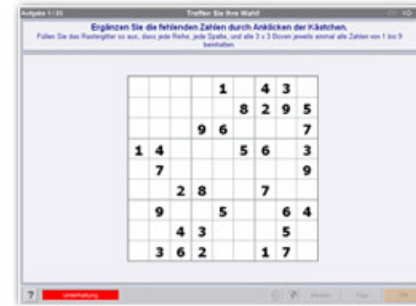 Aufgabe 1 / 33 Treffen Sie Ihre Wahl!
Ergänzen Sie die fehlenden Zahlen durch Anklicken der Kästchen.
Füllen Sie das Rastergitter so aus, dass jede Reihe, jede Spalte, und alle 3 x 3 Boxen jeweils einmal alle Zahlen von 1 bis 9
beinhalten.
1 4 3
8 2 9 5
9 6 7
1 4 5 6 3
7 9
2 8 7
9 5 6 4
4 3 5
3 6 2 1 7
? Unterhaltung